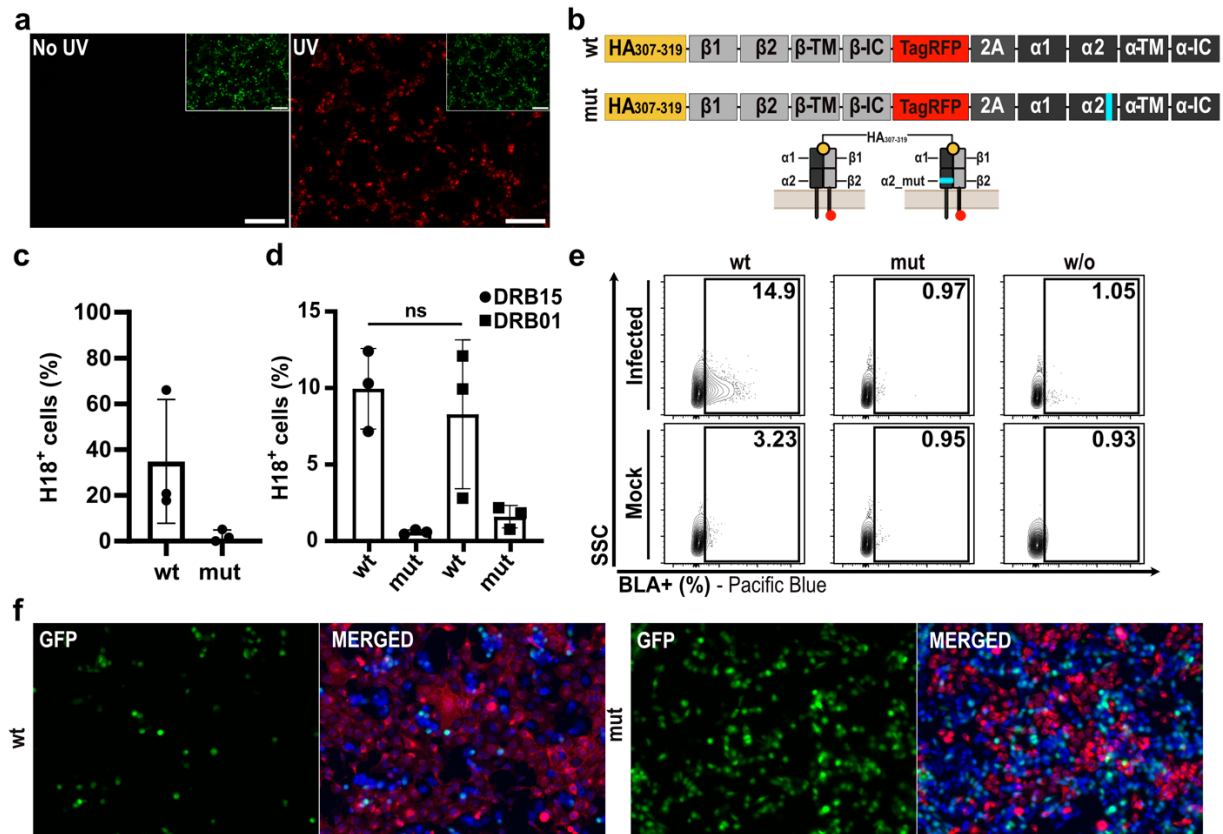 a
No UV
UV
b
wt
HA307-319
β1
β2
β-TM
β-IC
TagRFP
2A
α1
α2
α-TM
α-IC
mut
HA307-319
β1
β2
β-TM
β-IC
TagRFP
2A
α1
α2
α-TM
α-IC
HA307-319
α1
β1
α1
β1
α2
β2
α2_mut
β2
c
H18+ cells (%)
100
80
60
40
20
0
wt
mut
d
H18+ cells (%)
15
10
5
0
ns
DRB15
DRB01
wt
mut
wt
mut
e
wt
mut
w/o
Infected
14.9
0.97
1.05
Mock
3.23
0.95
0.93
SSC
BLA+ (%) - Pacific Blue
f
wt
GFP
MERGED
mut
GFP
MERGED